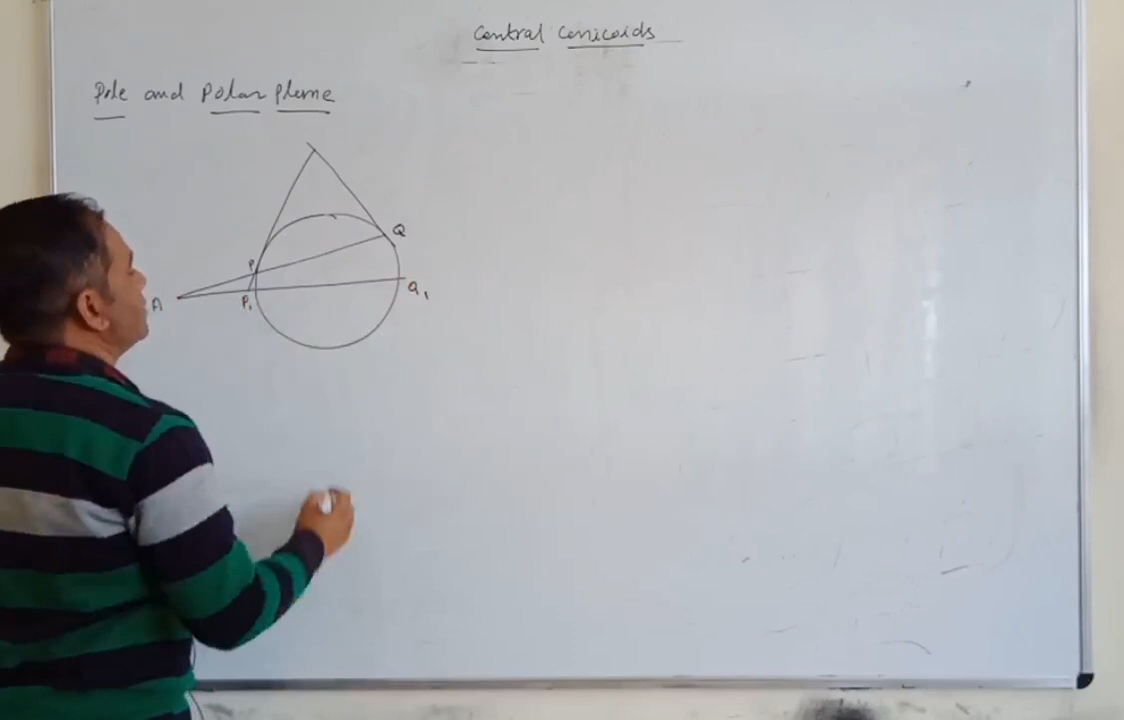 Central Conicoids
Pole and Polar Plane
Q
P
A
P1
Q1